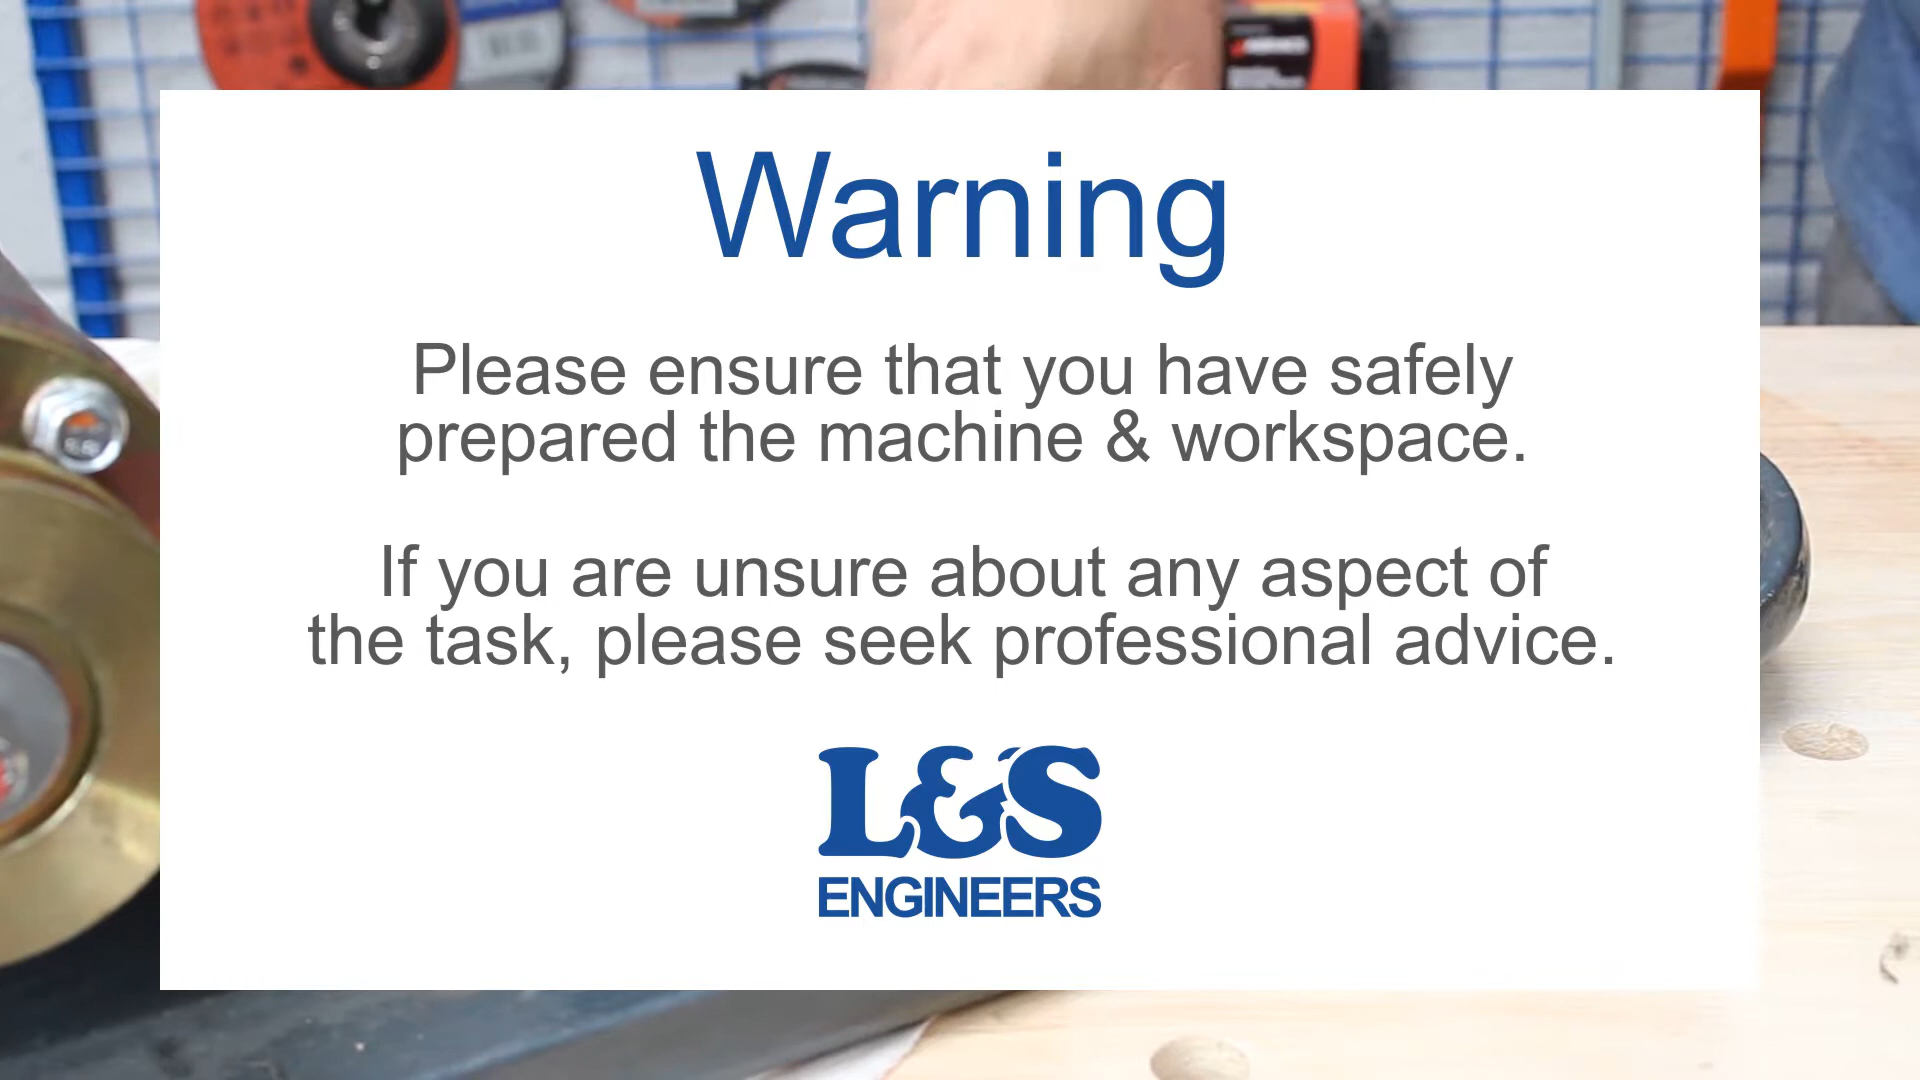 Warning
Please ensure that you have safely
prepared the machine & workspace.
If you are unsure about any aspect of
the task, please seek professional advice.
L&S
ENGINEERS